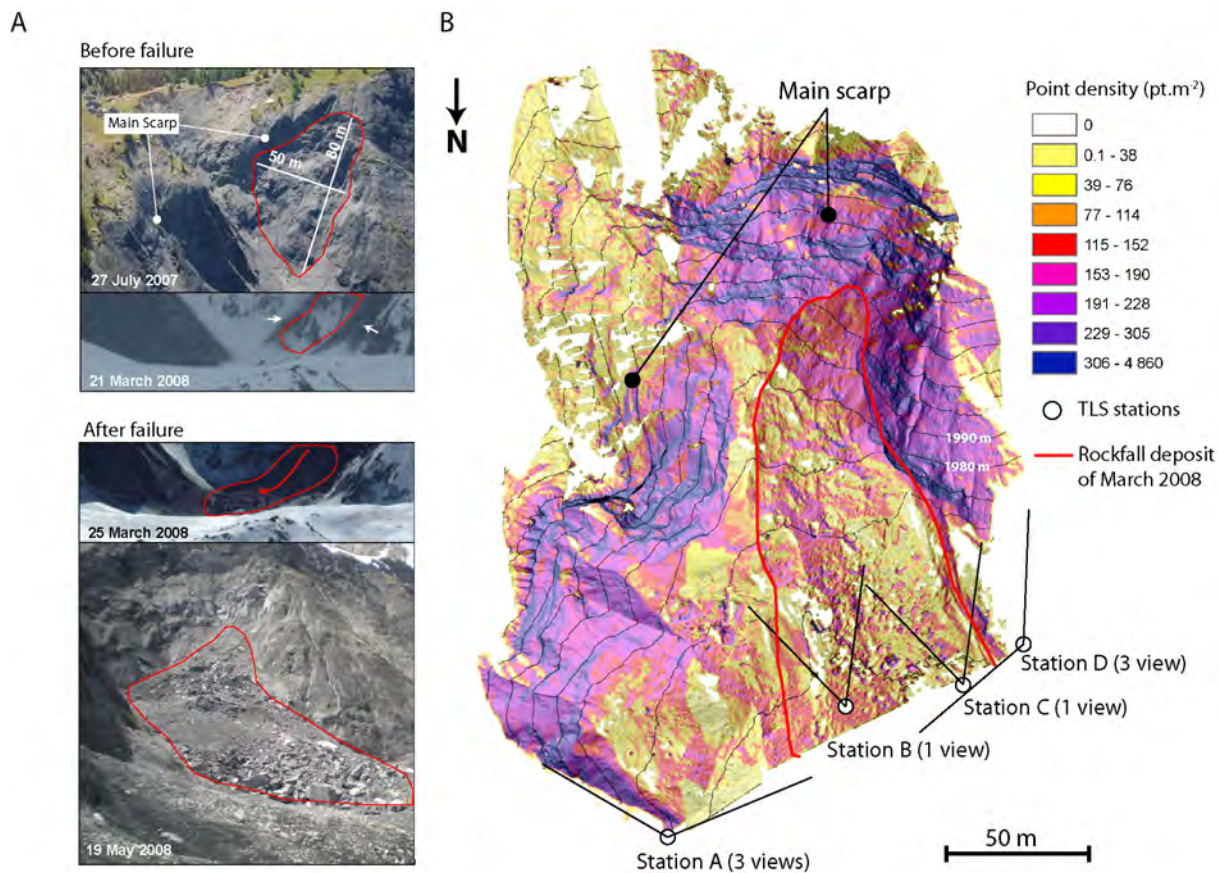 A
Before failure
Main Scarp
80 m
50 m
27 July 2007
21 March 2008
After failure
25 March 2008
19 May 2008
B
N
Main scarp
1990 m
1980 m
Station D (3 view)
Station C (1 view)
Station B (1 view)
Station A (3 views)
50 m
Point density (pt.m⁻²)
0
0.1 - 38
39 - 76
77 - 114
115 - 152
153 - 190
191 - 228
229 - 305
306 - 4 860
TLS stations
Rockfall deposit
of March 2008